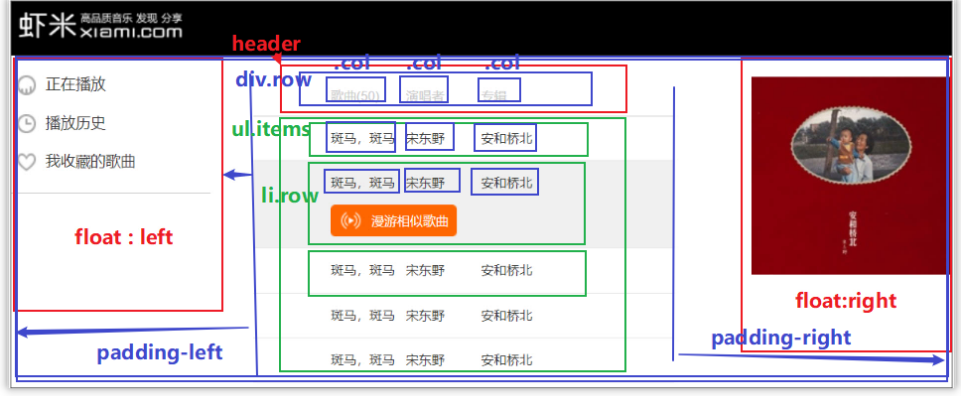 虾米 高品质音乐 发现 分享
xiami.com
header
.col .col .col
div.row
歌曲(50) 演唱者 专辑
正在播放
播放历史
我收藏的歌曲
ul.items
斑马，斑马 宋东野 安和桥北
li.row
斑马，斑马 宋东野 安和桥北
漫游相似歌曲
斑马，斑马 宋东野 安和桥北
斑马，斑马 宋东野 安和桥北
斑马，斑马 宋东野 安和桥北
float : left
padding-left
安和桥北
float:right
padding-right